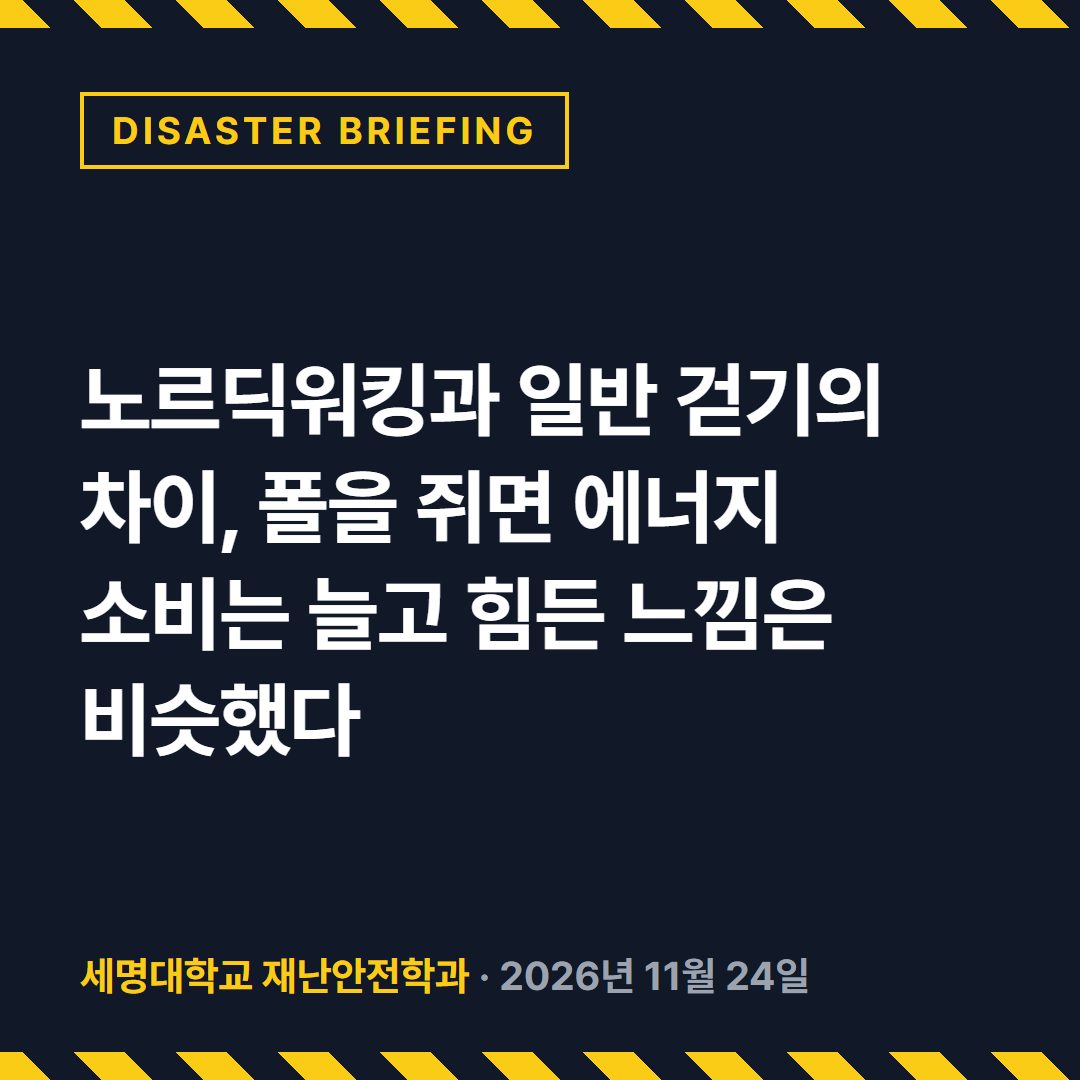 DISASTER BRIEFING
노르딕워킹과 일반 걷기의
차이, 폴을 쥐면 에너지
소비는 늘고 힘든 느낌은
비슷했다
세명대학교 재난안전학과 · 2026년 11월 24일